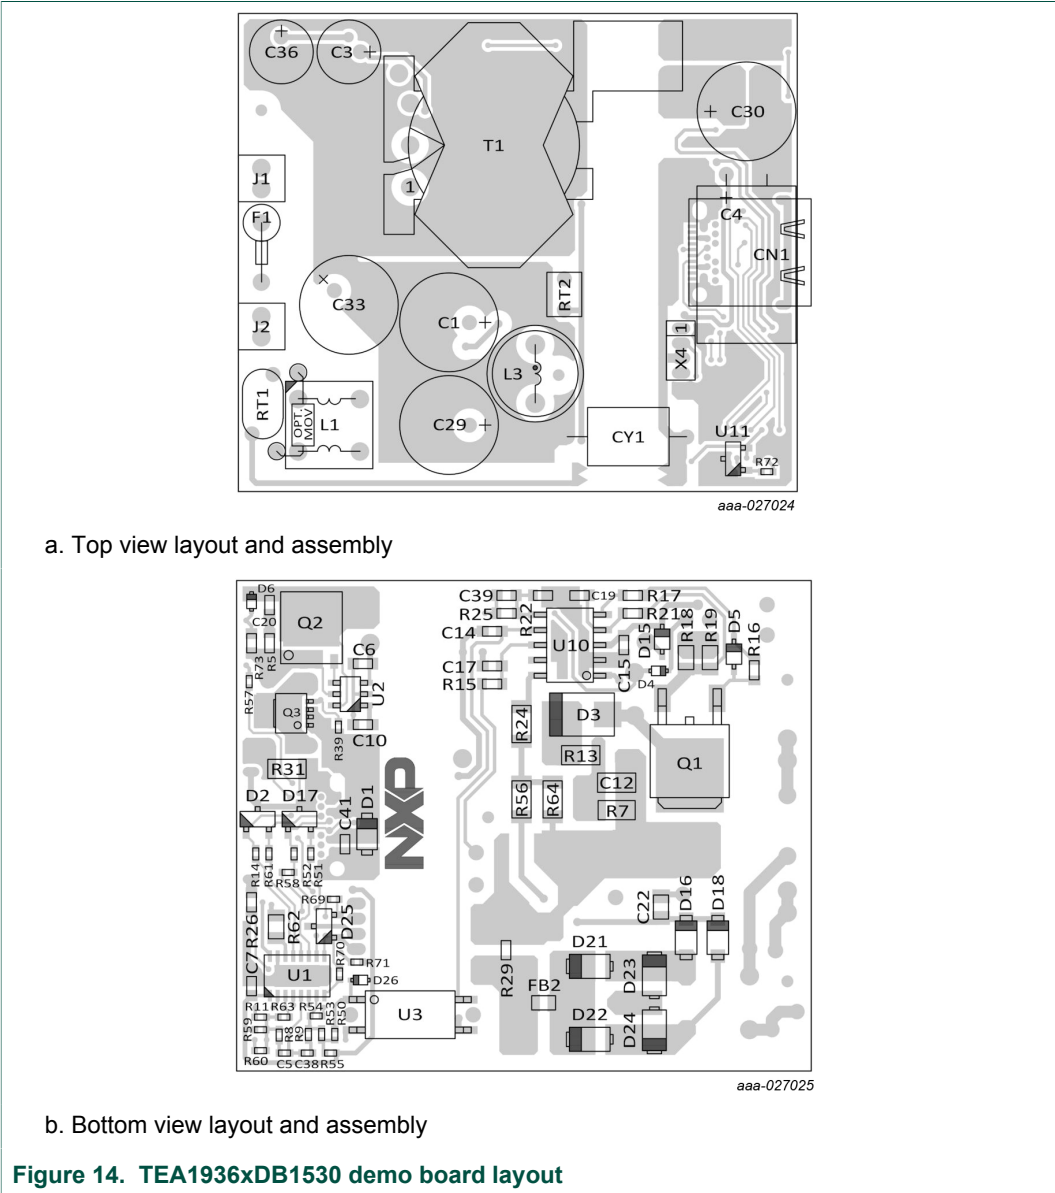 C36
C3
C30
T1
J1
1
F1
C4
CN1
RT2
C33
C1
J2
1
X4
L3
RT1
OPT.
MOV
L1
C29
CY1
U11
R72
aaa-027024
a. Top view layout and assembly
D6
C39
C19
R17
C20
Q2
R25
R22
R21
D5
C14
U10
D15
R18
R19
R16
R73
R5
C6
C17
C15
R57
U2
R15
D4
Q3
R39
C10
R24
D3
R13
Q1
R31
C12
D2
D17
C41
D1
NXP
R56
R64
R7
R14
R61
R58
R52
R51
R69
R26
R62
D25
C22
D16
D18
R70
D21
C7
U1
R71
D26
R29
FB2
D23
R11
R63
R54
R53
R50
U3
D22
D24
R59
R8
R9
R60
C5
C38
R55
aaa-027025
b. Bottom view layout and assembly
Figure 14. TEA1936xDB1530 demo board layout